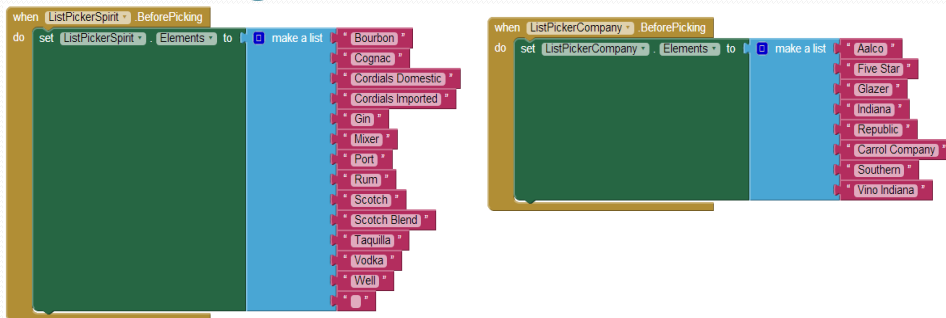 when ListPickerSpirit .BeforePicking
do set ListPickerSpirit . Elements to make a list " Bourbon "
" Cognac "
" Cordials Domestic "
" Cordials Imported "
" Gin "
" Mixer "
" Port "
" Rum "
" Scotch "
" Scotch Blend "
" Taquilla "
" Vodka "
" Well "
" "
when ListPickerCompany .BeforePicking
do set ListPickerCompany . Elements to make a list " Aalco "
" Five Star "
" Glazer "
" Indiana "
" Republic "
" Carrol Company "
" Southern "
" Vino Indiana "